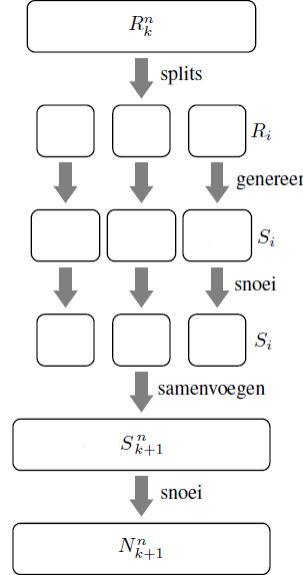 R_k^n
splits
R_i
genereer
S_i
snoei
S_i
samenvoegen
S_{k+1}^n
snoei
N_{k+1}^n